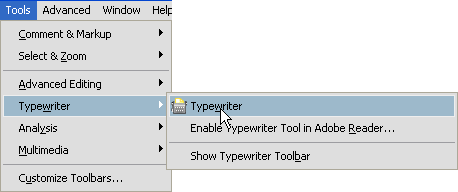 Tools Advanced Window Help
Comment & Markup
Select & Zoom
Advanced Editing
Typewriter
Typewriter
Enable Typewriter Tool in Adobe Reader...
Analysis
Multimedia
Show Typewriter Toolbar
Customize Toolbars...